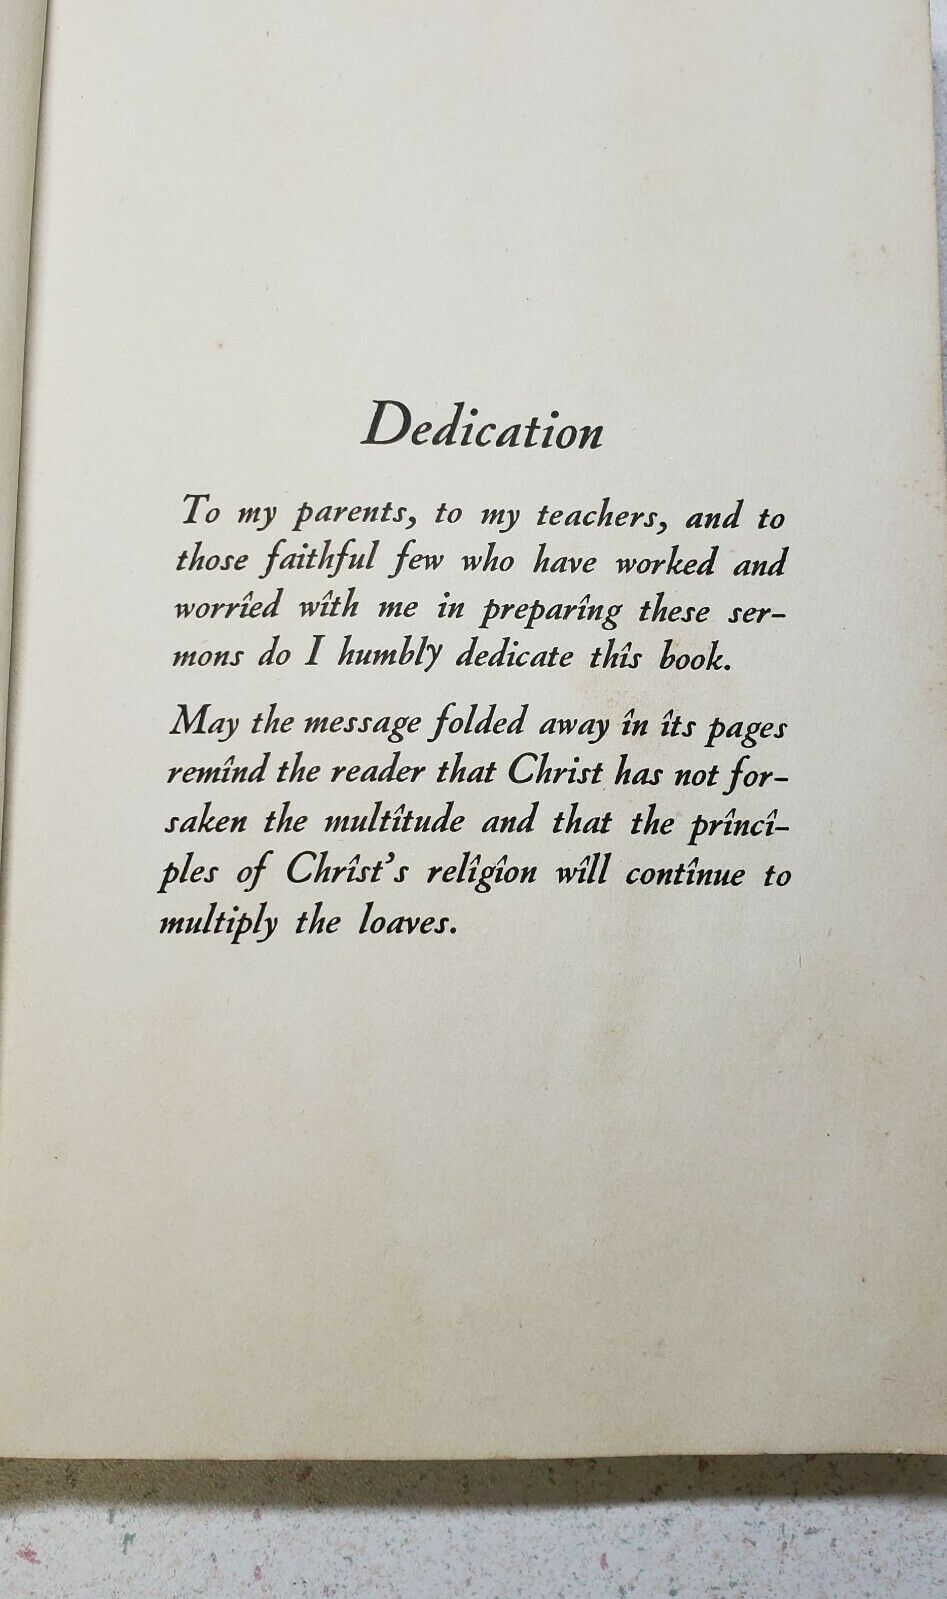 Dedication
To my parents, to my teachers, and to
those faithful few who have worked and
worried with me in preparing these ser-
mons do I humbly dedicate this book.
May the message folded away in its pages
remind the reader that Christ has not for-
saken the multitude and that the princi-
ples of Christ's religion will continue to
multiply the loaves.